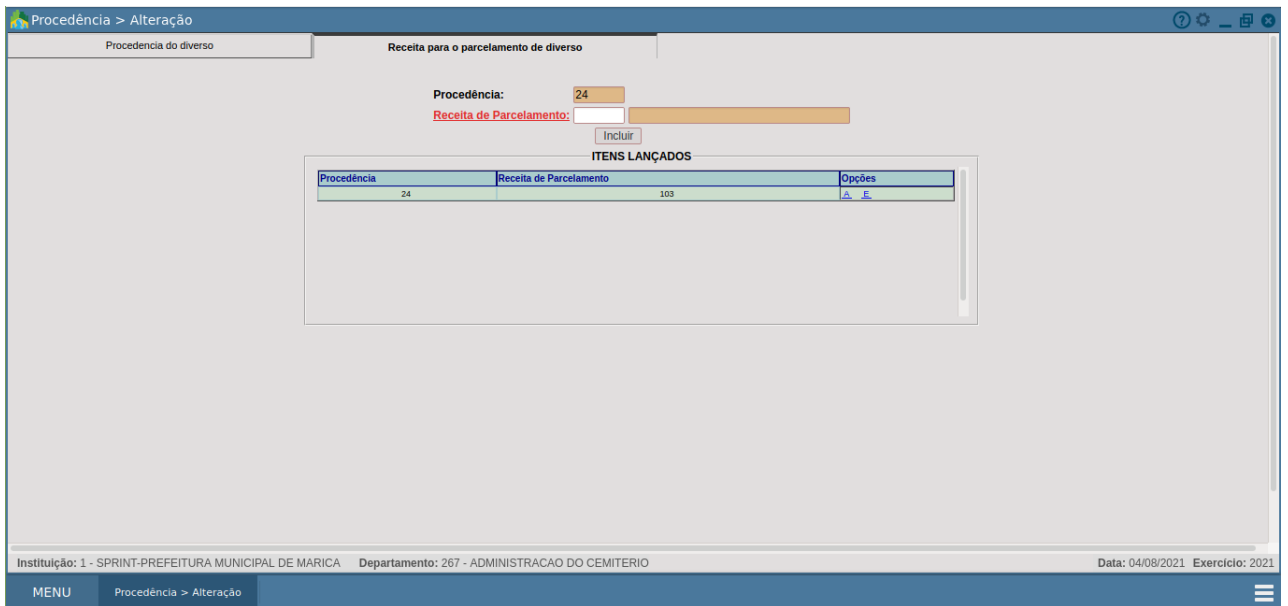 Procedência > Alteração
Procedencia do diverso
Receita para o parcelamento de diverso
Procedência: 24
Receita de Parcelamento:
Incluir
ITENS LANÇADOS
Procedência Receita de Parcelamento Opções
24 103 A E
Instituição: 1 - SPRINT-PREFEITURA MUNICIPAL DE MARICA Departamento: 267 - ADMINISTRACAO DO CEMITERIO Data: 04/08/2021 Exercício: 2021
MENU Procedência > Alteração